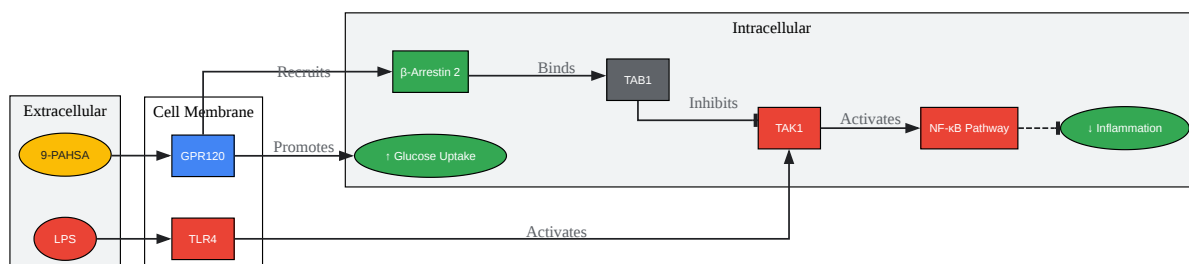 Intracellular
Recruits
β-Arrestin 2
Binds
TAB1
Extracellular
Cell Membrane
Inhibits
TAK1
Activates
NF-κB Pathway
↓ Inflammation
9-PAHSA
GPR120
Promotes
↑ Glucose Uptake
LPS
TLR4
Activates